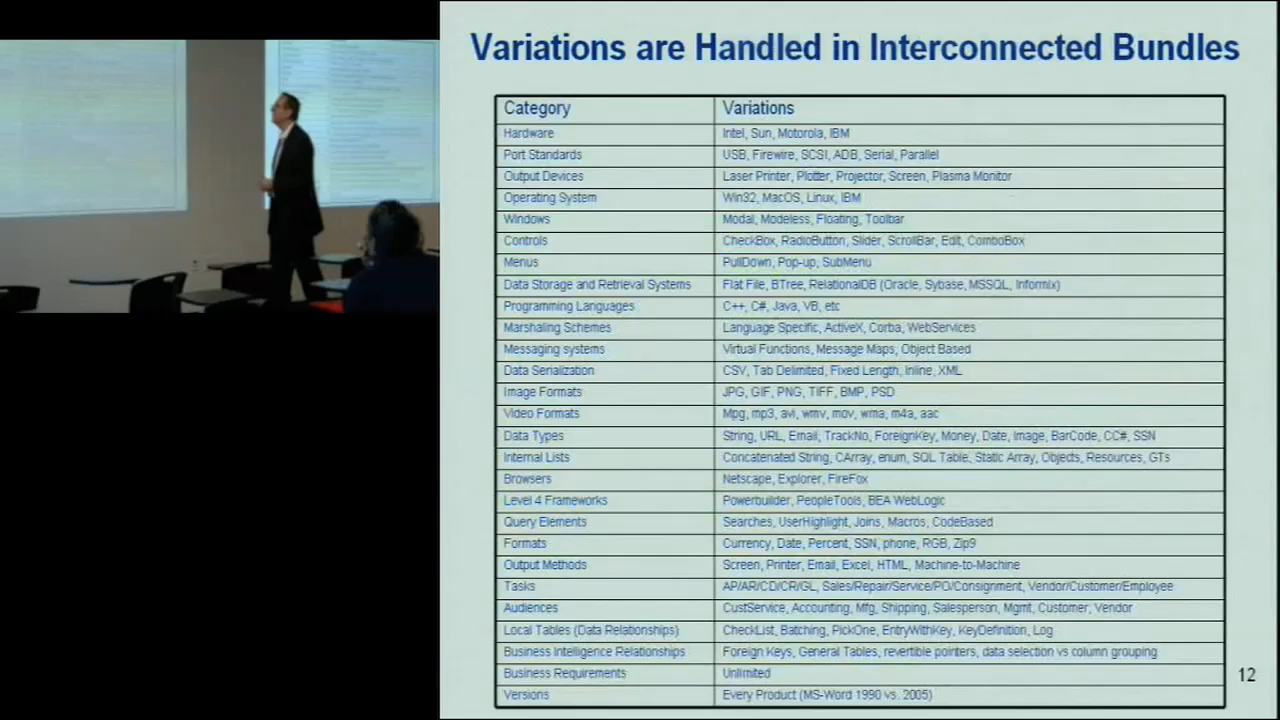 Variations are Handled in Interconnected Bundles
Category Variations
Hardware Intel, Sun, Motorola, IBM
Port Standards USB, Firewire, SCSI, ADB, Serial, Parallel
Output Devices Laser Printer, Plotter, Projector, Screen, Plasma Monitor
Operating System Win32, MacOS, Linux, IBM
Windows Modal, Modeless, Floating, Toolbar
Controls CheckBox, RadioButton, Slider, ScrollBar, Edit, ComboBox
Menus PullDown, Pop-up, SubMenu
Data Storage and Retrieval Systems Flat File, BTree, RelationalDB (Oracle, Sybase, MSSQL, Informix)
Programming Languages C++, C#, Java, VB, etc
Marshaling Schemes Language Specific, ActiveX, Corba, WebServices
Messaging systems Virtual Functions, Message Maps, Object Based
Data Serialization CSV, Tab Delimited, Fixed Length, Inline, XML
Image Formats JPG, GIF, PNG, TIFF, BMP, PSD
Video Formats Mpg, mp3, avi, wmv, mov, wma, m4a, aac
Data Types String, URL, Email, TrackNo, ForeignKey, Money, Date, Image, BarCode, CC#, SSN
Internal Lists Concatenated String, CArray, enum, SQL Table, Static Array, Objects, Resources, GTs
Browsers Netscape, Explorer, FireFox
Level 4 Frameworks Powerbuilder, PeopleTools, BEA WebLogic
Query Elements Searches, UserHighlight, Joins, Macros, CodeBased
Formats Currency, Date, Percent, SSN, phone, RGB, Zip9
Output Methods Screen, Printer, Email, Excel, HTML, Machine-to-Machine
Tasks AP/AR/CD/CR/GL, Sales/Repair/Service/PO/Consignment, Vendor/Customer/Employee
Audiences CustService, Accounting, Mfg, Shipping, Salesperson, Mgmt, Customer, Vendor
Local Tables (Data Relationships) CheckList, Batching, PickOne, EntryWithKey, KeyDefinition, Log
Business Intelligence Relationships Foreign Keys, General Tables, revertible pointers, data selection vs column grouping
Business Requirements Unlimited
Versions Every Product (MS-Word 1990 vs. 2005)
12